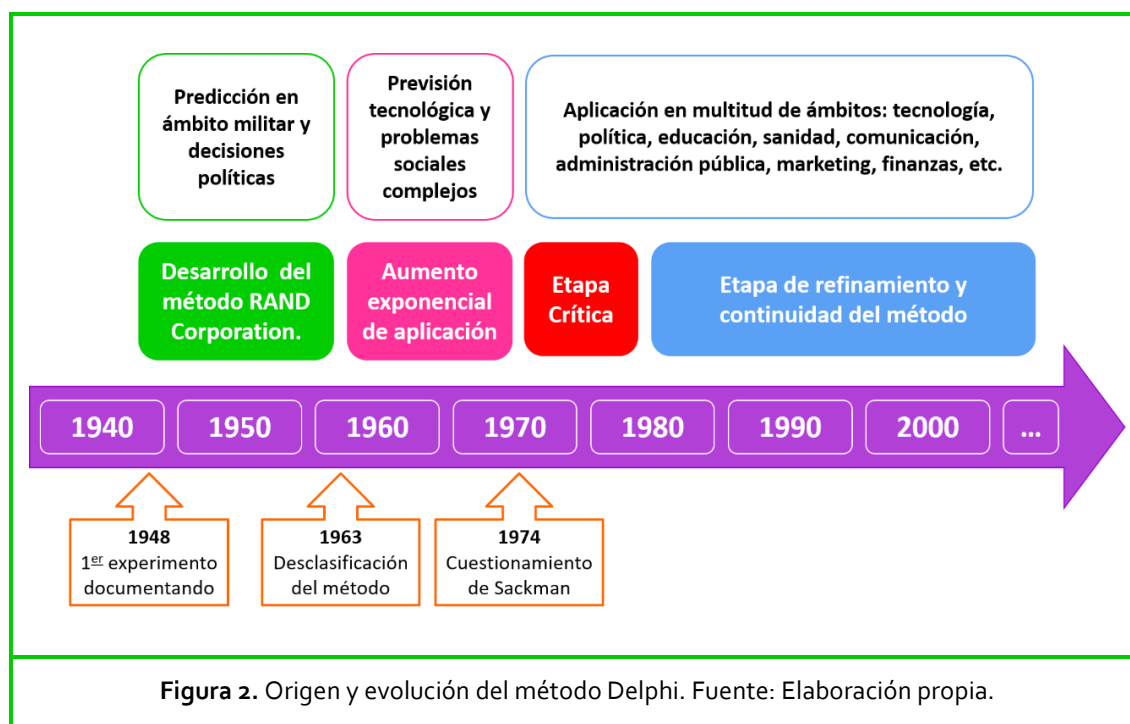 Predicción en
ámbito militar y
decisiones
políticas
Previsión
tecnológica y
problemas
sociales
complejos
Aplicación en multitud de ámbitos: tecnología,
política, educación, sanidad, comunicación,
administración pública, marketing, finanzas, etc.
Desarrollo del
método RAND
Corporation.
Aumento
exponencial
de aplicación
Etapa
Crítica
Etapa de refinamiento y
continuidad del método
1940
1950
1960
1970
1980
1990
2000
...
1948
1er experimento
documentando
1963
Desclasificación
del método
1974
Cuestionamiento
de Sackman
Figura 2. Origen y evolución del método Delphi. Fuente: Elaboración propia.